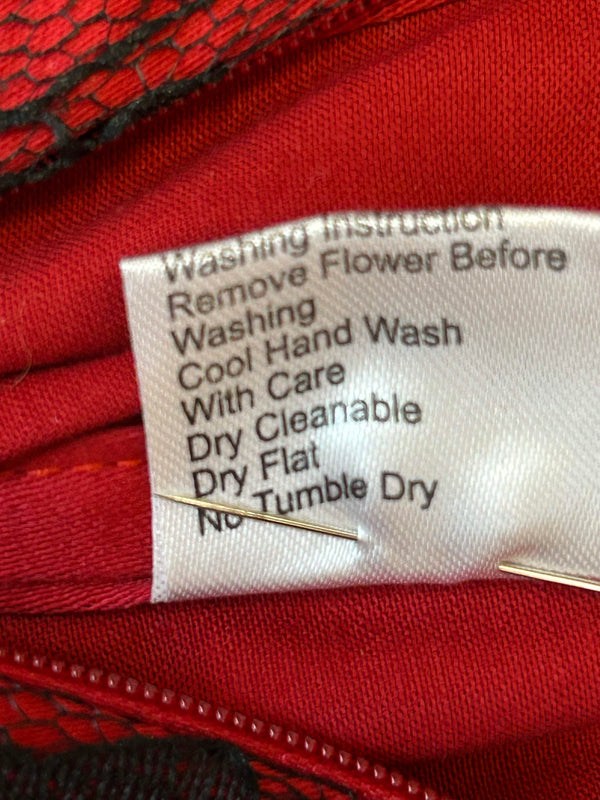 Washing Instruction
Remove Flower Before
Washing
Cool Hand Wash
With Care
Dry Cleanable
Dry Flat
No Tumble Dry